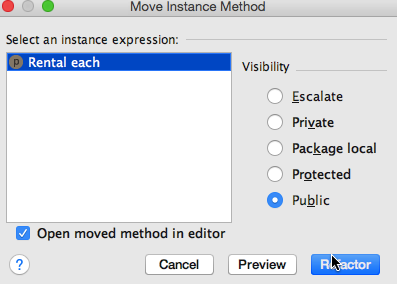 Move Instance Method
Select an instance expression:
p Rental each
Visibility
Escalate
Private
Package local
Protected
Public
Open moved method in editor
? Cancel Preview Refactor